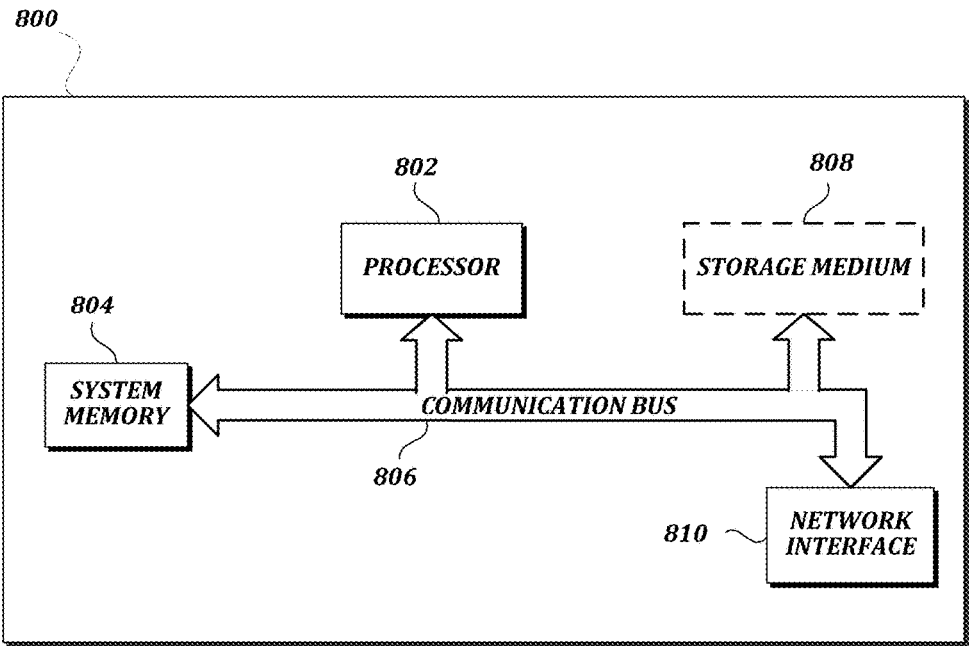 800
802
808
PROCESSOR
STORAGE MEDIUM
804
SYSTEM
MEMORY
COMMUNICATION BUS
806
810
NETWORK
INTERFACE